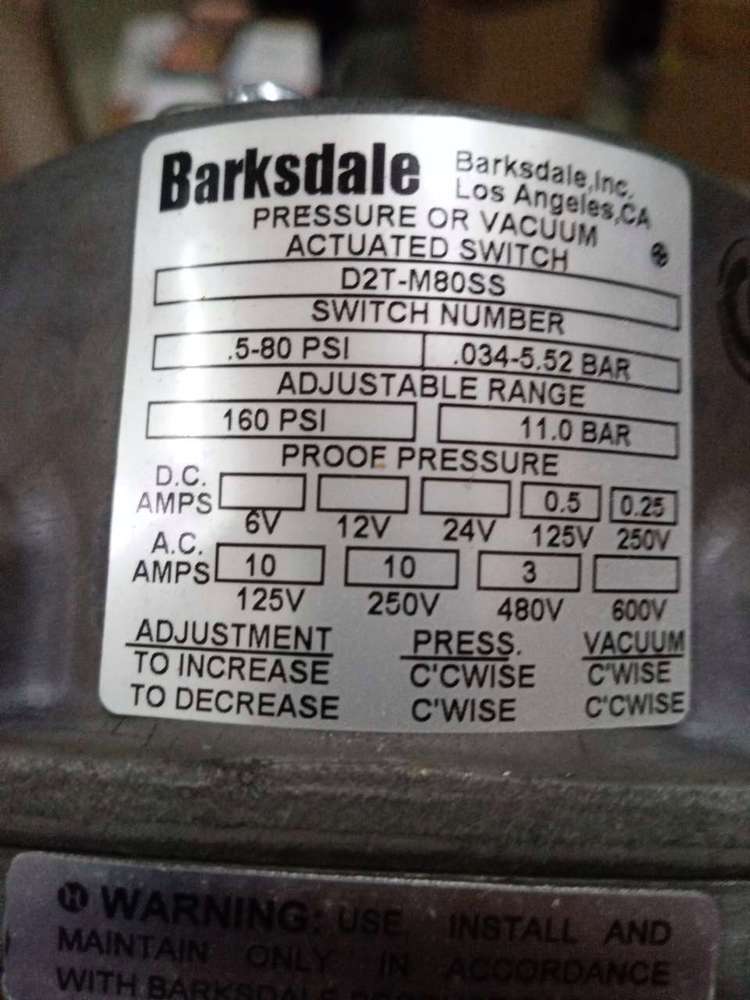 Barksdale Barksdale,Inc.
Los Angeles,CA
PRESSURE OR VACUUM
ACTUATED SWITCH
D2T-M80SS
SWITCH NUMBER
.5-80 PSI .034-5.52 BAR
ADJUSTABLE RANGE
160 PSI 11.0 BAR
PROOF PRESSURE
D.C.
AMPS 0.5 0.25
6V 12V 24V 125V 250V
A.C.
AMPS 10 10 3
125V 250V 480V 600V
ADJUSTMENT PRESS. VACUUM
TO INCREASE C'CWISE C'WISE
TO DECREASE C'WISE C'CWISE
WARNING: USE, INSTALL AND
MAINTAIN ONLY IN ACCORDANCE
WITH BARKSDALE